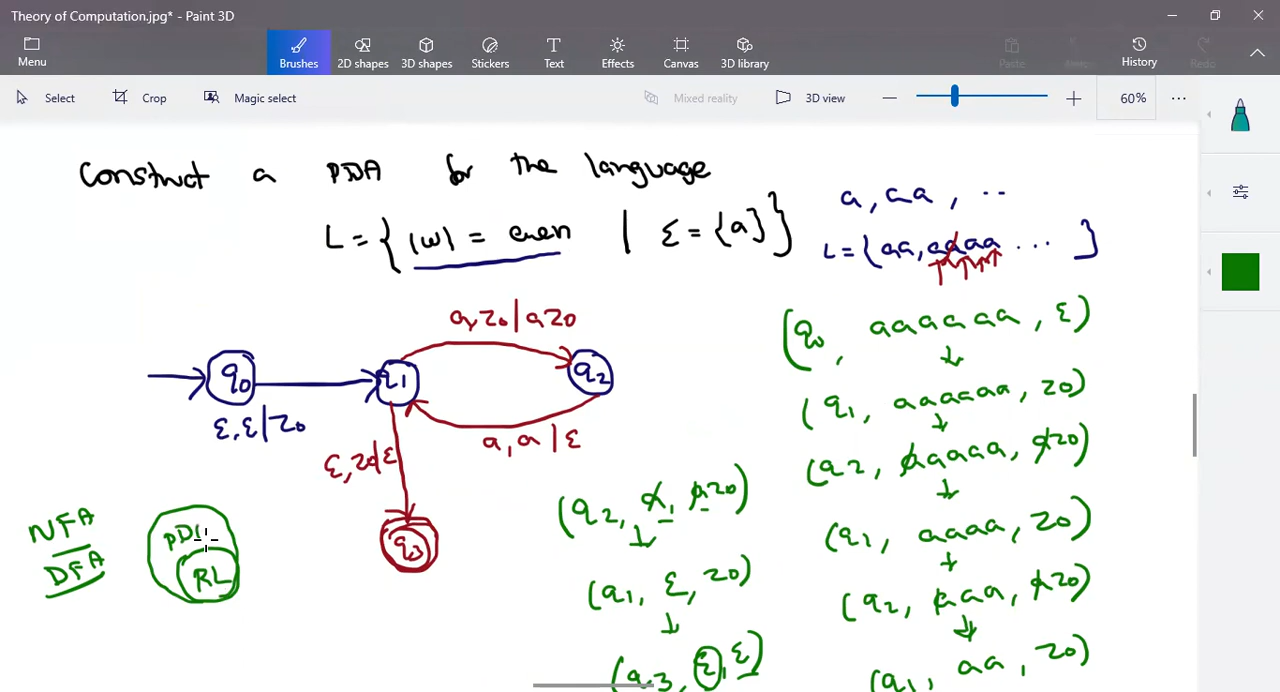 Theory of Computation.jpg* - Paint 3D
Menu
Brushes
2D shapes
3D shapes
Stickers
Text
Effects
Canvas
3D library
Paste
History
Redo
Select
Crop
Magic select
Mixed reality
3D view
60%
Construct a PDA for the language
L = { |w| = even | Σ = {a} }
a, aa, ..
L = {aa, aaaa ... }
a,z0|az0
q0
q1
q2
ε,ε|z0
a,a|ε
ε,z0|ε
q3
NFA
DFA
RL
(q0, aaaaaa, ε)
↓
(q1, aaaaaa, z0)
↓
(q2, aaaaa, az0)
↓
(q1, aaaa, z0)
↓
(q2, aaa, az0)
↓
(q1, aa, z0)
(q2, a, az0)
↓
(q1, ε, z0)
↓
(q3, ε, ε)